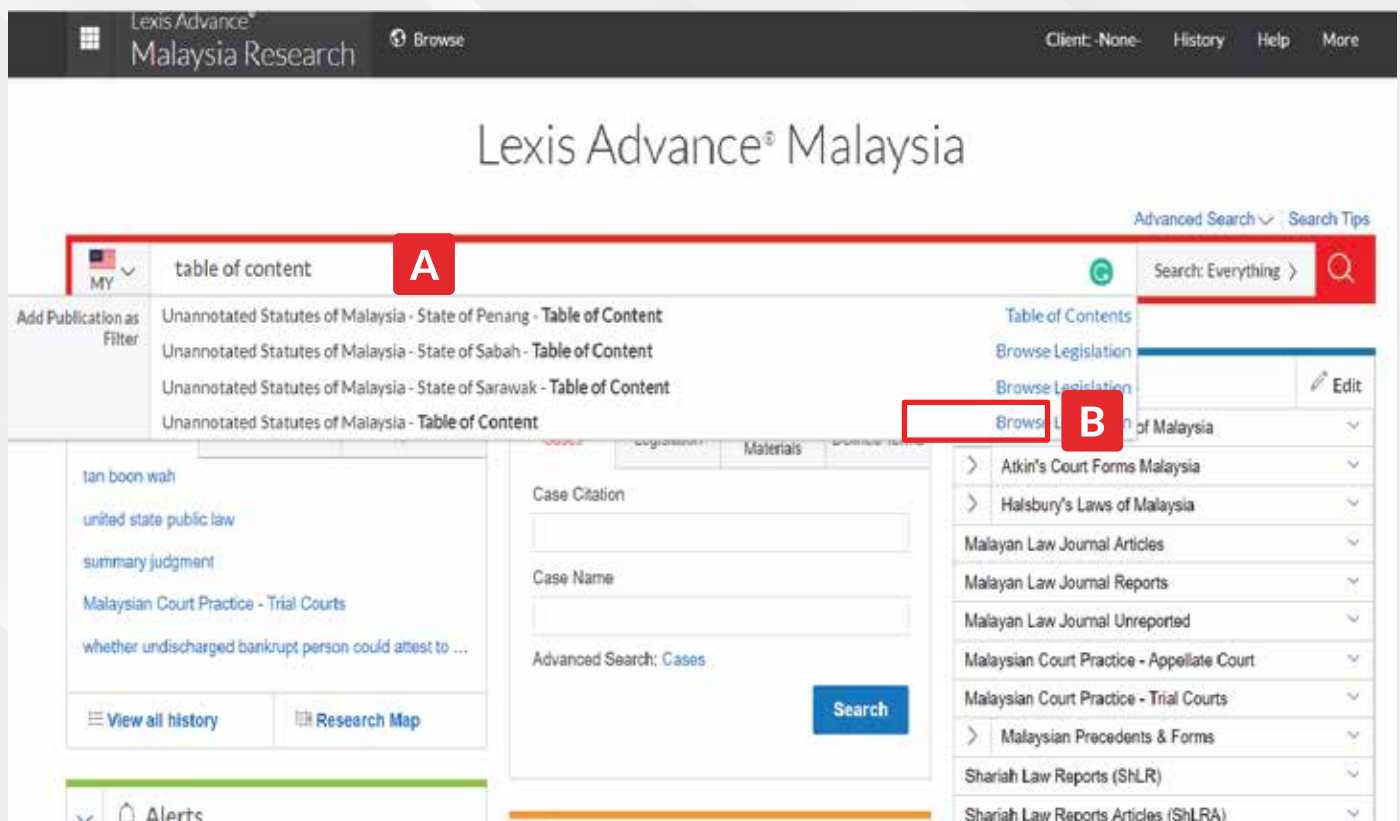 Lexis Advance®
Malaysia Research
Browse
Client: -None-
History
Help
More
Lexis Advance® Malaysia
Advanced Search
Search Tips
MY
table of content
A
Search: Everything >
Add Publication as
Filter
Unannotated Statutes of Malaysia - State of Penang - Table of Content
Table of Contents
Unannotated Statutes of Malaysia - State of Sabah - Table of Content
Browse Legislation
Unannotated Statutes of Malaysia - State of Sarawak - Table of Content
Browse Legislation
Unannotated Statutes of Malaysia - Table of Content
Browse
B
Edit
of Malaysia
tan boon wah
united state public law
summary judgment
Malaysian Court Practice - Trial Courts
whether undischarged bankrupt person could attest to ...
View all history
Research Map
Alerts
Materials
Case Citation
Case Name
Advanced Search: Cases
Search
> Atkin's Court Forms Malaysia
> Halsbury's Laws of Malaysia
Malayan Law Journal Articles
Malayan Law Journal Reports
Malayan Law Journal Unreported
Malaysian Court Practice - Appellate Court
Malaysian Court Practice - Trial Courts
> Malaysian Precedents & Forms
Shariah Law Reports (ShLR)
Shariah Law Reports Articles (ShLRA)